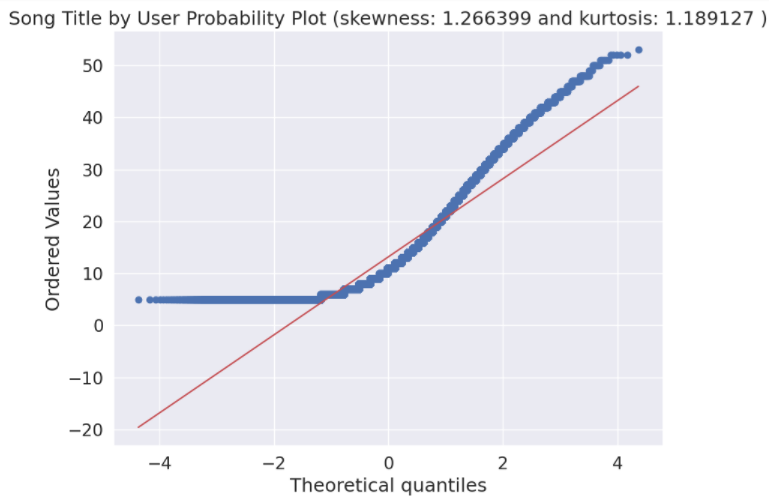 Song Title by User Probability Plot (skewness: 1.266399 and kurtosis: 1.189127 )
50
40
30
20
10
0
−10
−20
Ordered Values
−4 −2 0 2 4
Theoretical quantiles